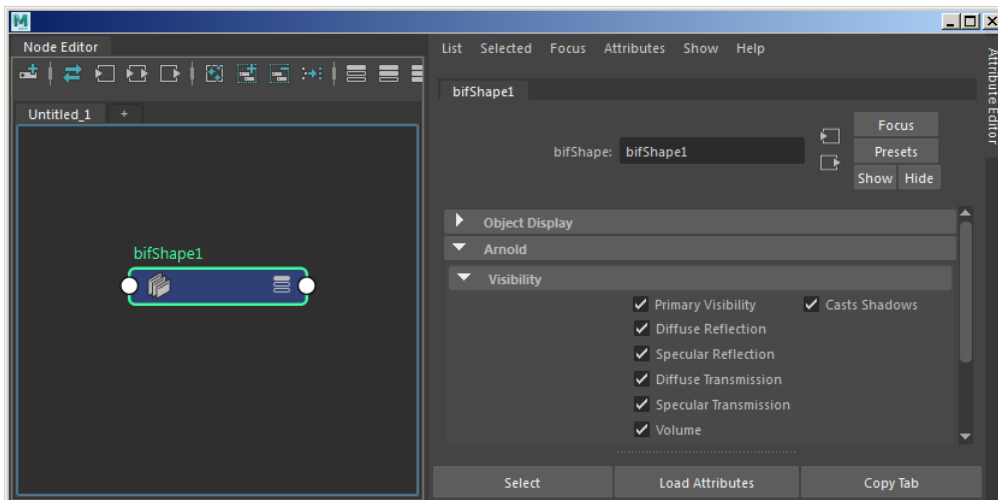 Node Editor
Untitled_1 +
bifShape1
List Selected Focus Attributes Show Help
bifShape1
bifShape: bifShape1
Focus
Presets
Show Hide
Object Display
Arnold
Visibility
Primary Visibility Casts Shadows
Diffuse Reflection
Specular Reflection
Diffuse Transmission
Specular Transmission
Volume
Select Load Attributes Copy Tab
Attribute Editor